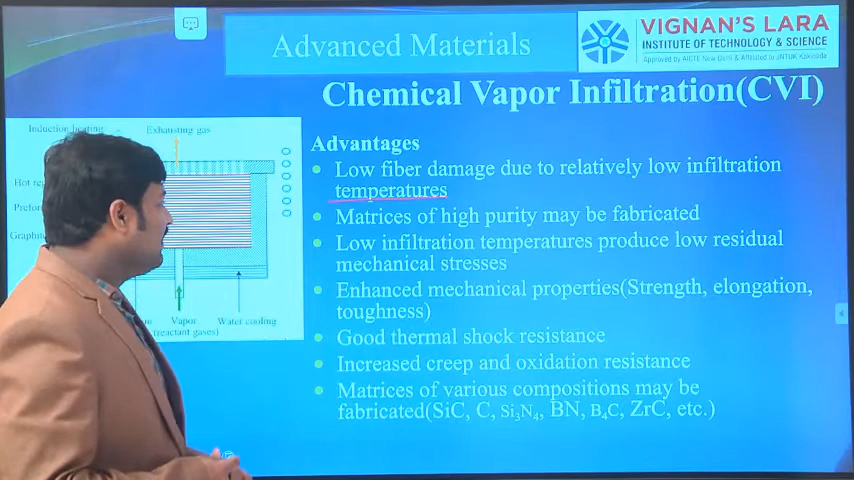 Advanced Materials
VIGNAN'S LARA
INSTITUTE OF TECHNOLOGY & SCIENCE
Approved by AICTE New Delhi & Affiliated to JNTUK Kakinada
Chemical Vapor Infiltration(CVI)
Induction heating
Exhausting gas
Hot
Vapor
Water cooling
(reactant gases)
Advantages
• Low fiber damage due to relatively low infiltration
temperatures
• Matrices of high purity may be fabricated
• Low infiltration temperatures produce low residual
mechanical stresses
• Enhanced mechanical properties(Strength, elongation,
toughness)
• Good thermal shock resistance
• Increased creep and oxidation resistance
• Matrices of various compositions may be
fabricated(SiC, C, Si₃N₄, BN, B₄C, ZrC, etc.)